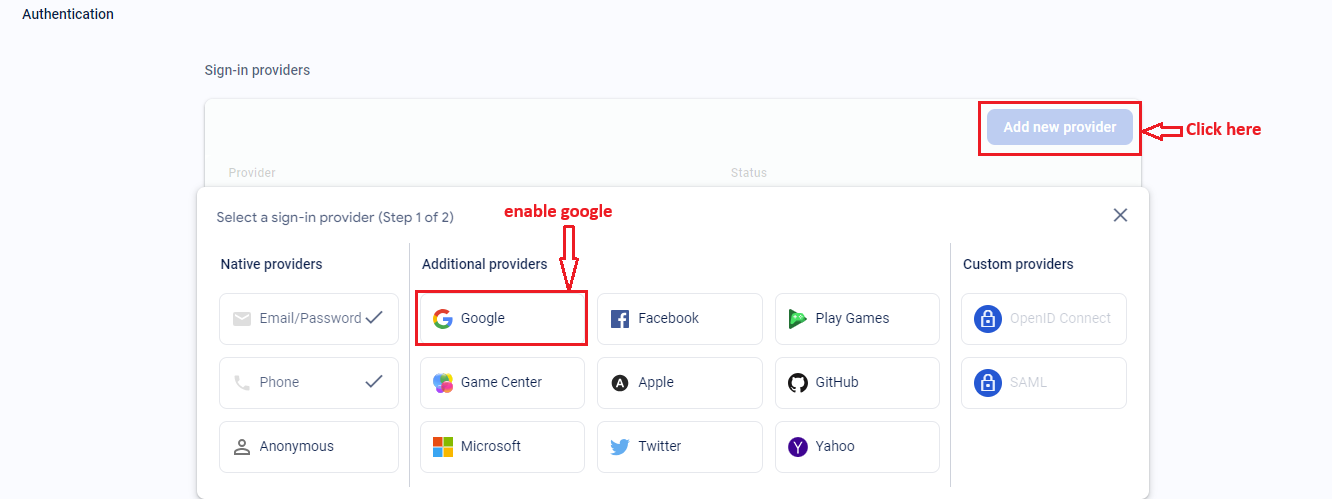 Authentication
Sign-in providers
Add new provider
Click here
Provider Status
enable google
Select a sign-in provider (Step 1 of 2)
Native providers Additional providers Custom providers
Email/Password Google Facebook Play Games OpenID Connect
Phone Game Center Apple GitHub SAML
Anonymous Microsoft Twitter Yahoo